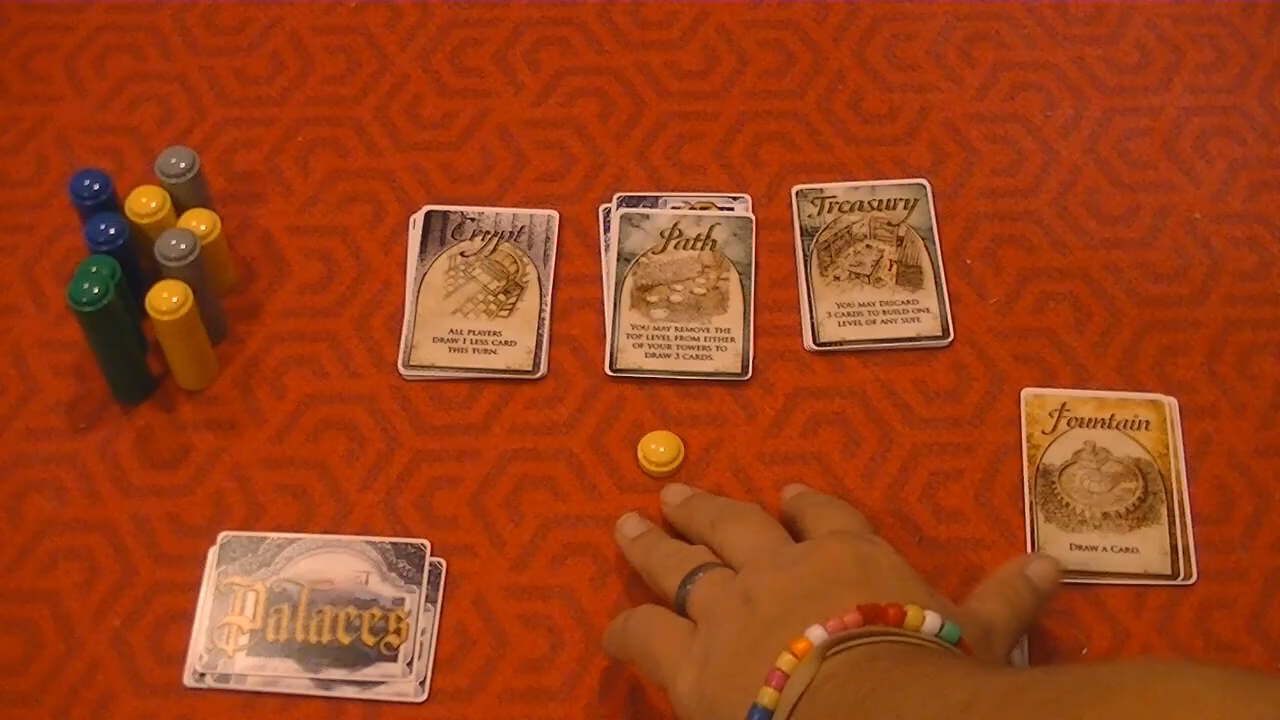 Crypt
ALL PLAYERS
DRAW 1 LESS CARD
THIS TURN.
Path
YOU MAY REMOVE THE
TOP LEVEL FROM EITHER
OF YOUR TOWERS TO
DRAW 3 CARDS.
Treasury
YOU MAY DISCARD
3 CARDS TO BUILD ONE
LEVEL OF ANY SUIT.
Fountain
DRAW A CARD.
Palaces